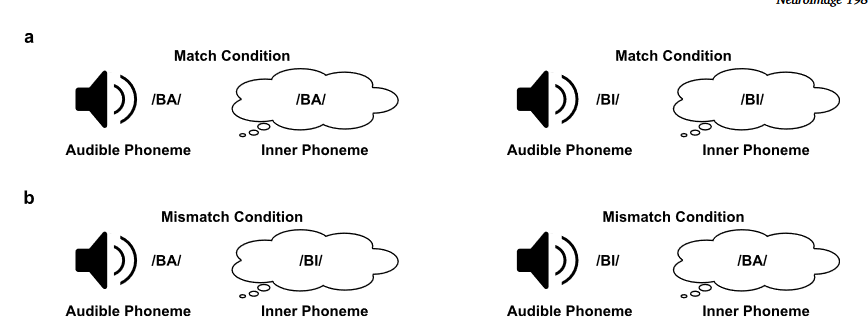 NeuroImage 198
a
Match Condition Match Condition
/BA/ /BA/ /BI/ /BI/
Audible Phoneme Inner Phoneme Audible Phoneme Inner Phoneme
b
Mismatch Condition Mismatch Condition
/BA/ /BI/ /BI/ /BA/
Audible Phoneme Inner Phoneme Audible Phoneme Inner Phoneme